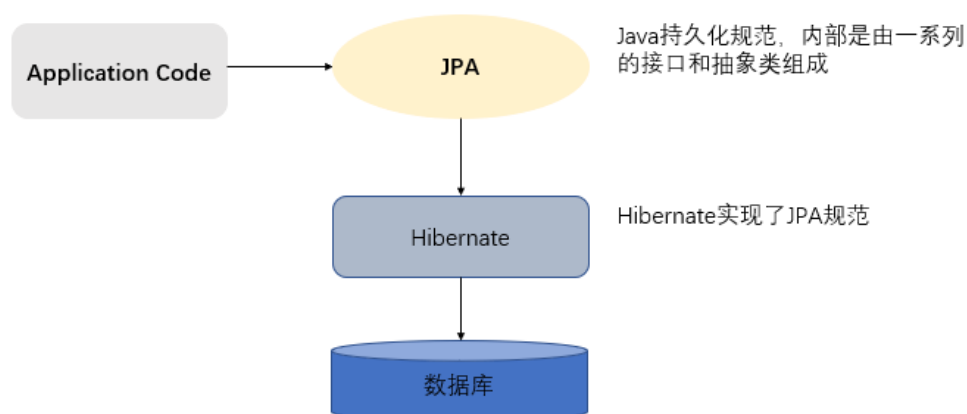 Application Code
JPA
Java持久化规范，内部是由一系列
的接口和抽象类组成
Hibernate
Hibernate实现了JPA规范
数据库